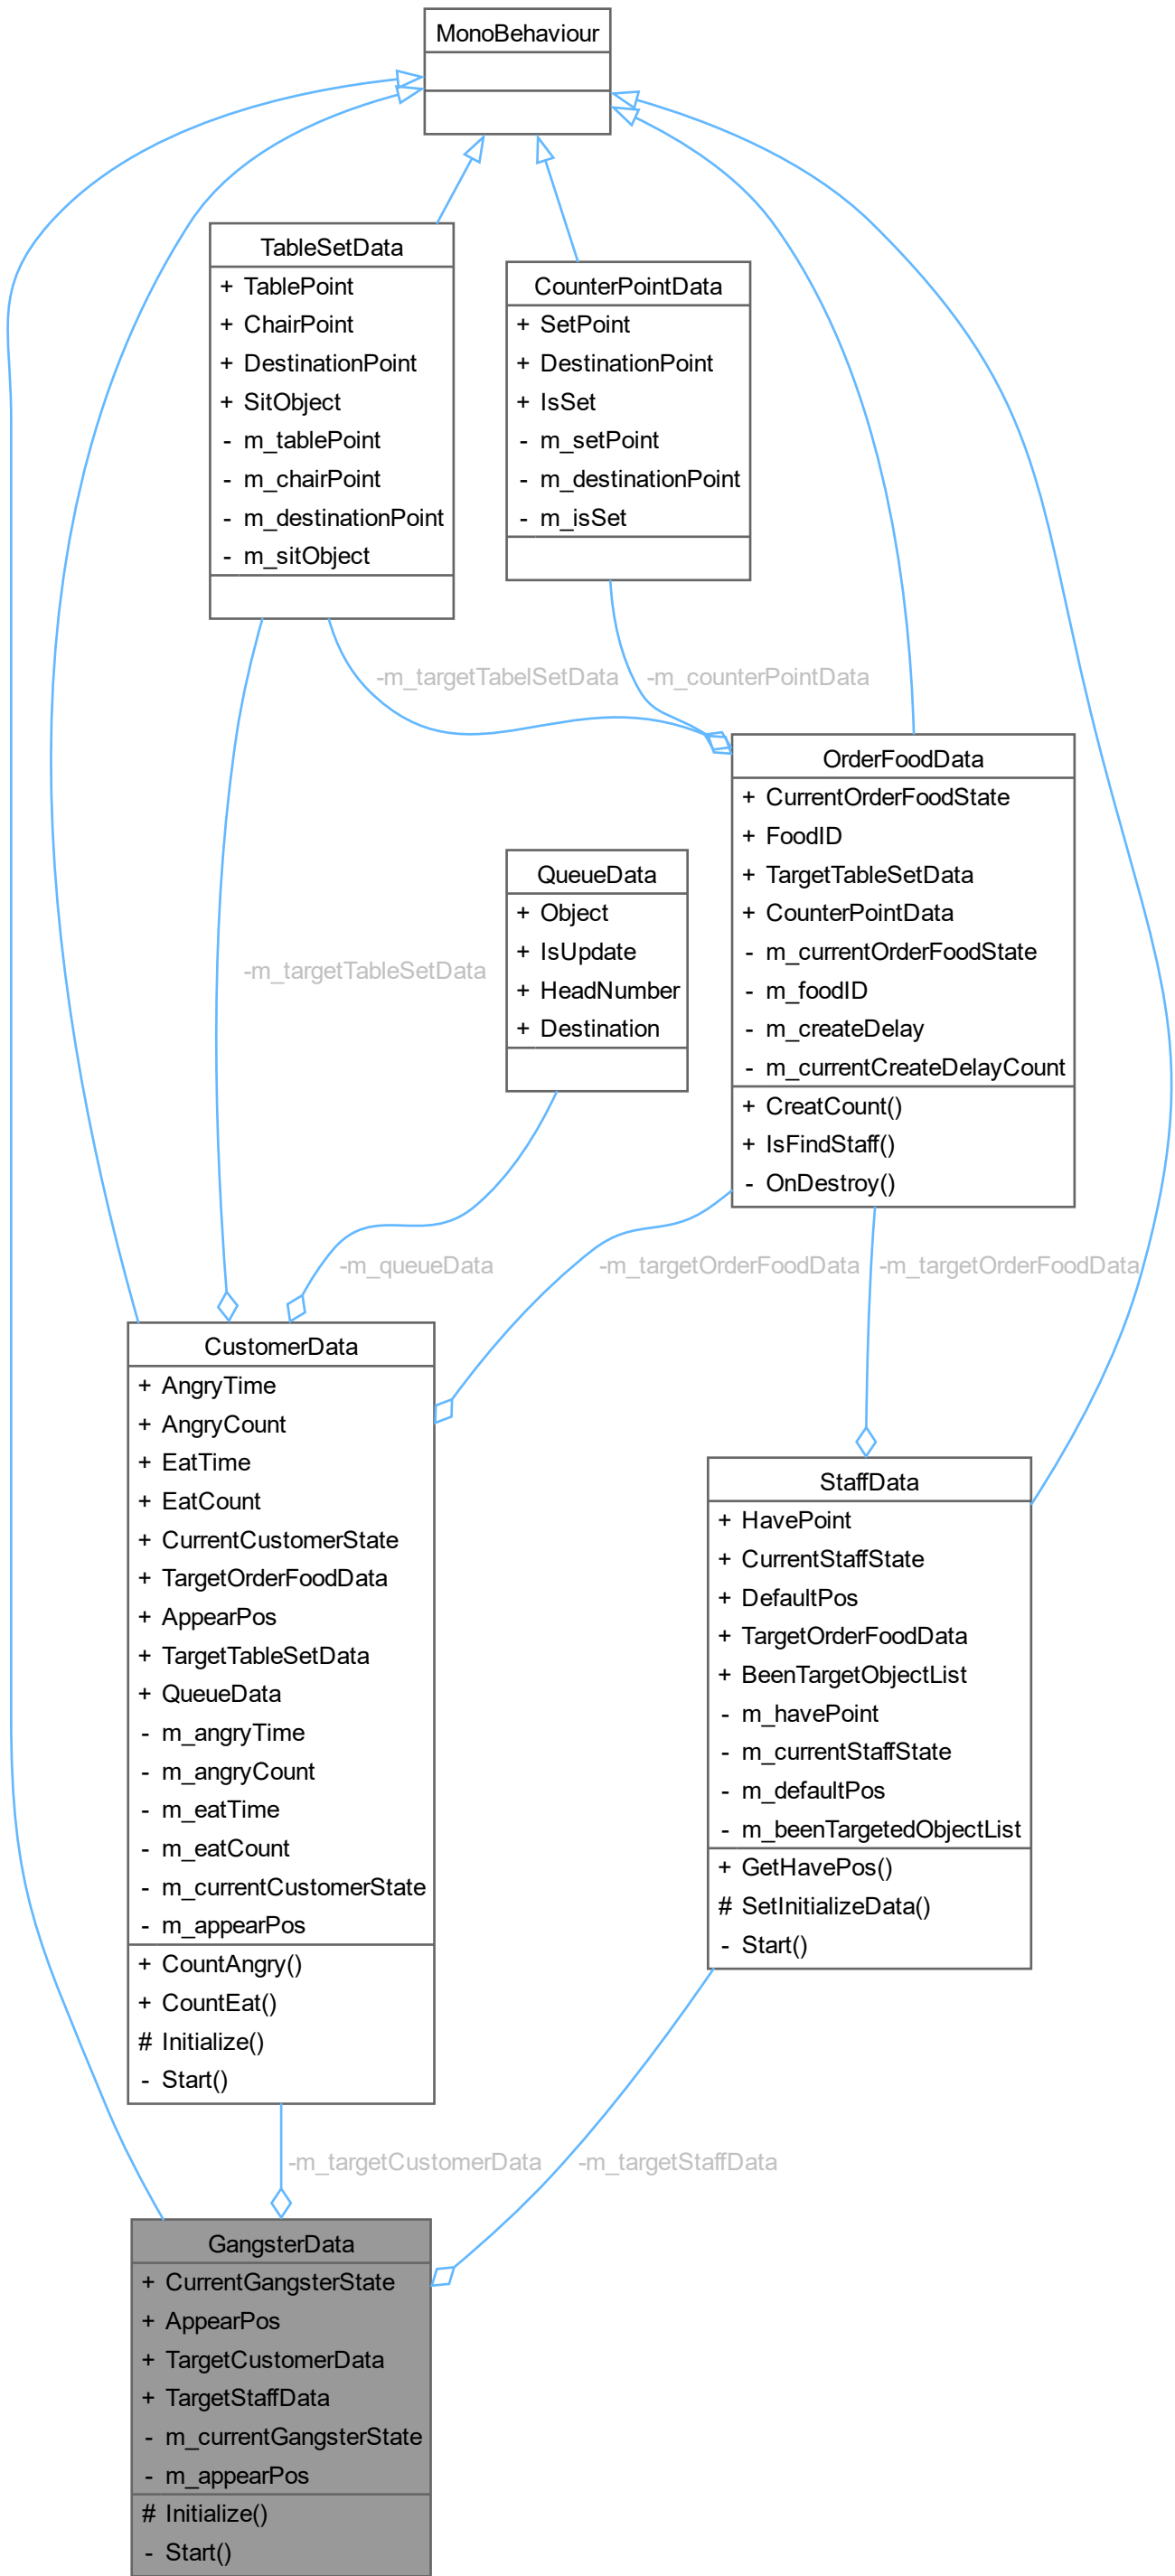 MonoBehaviour
TableSetData
+ TablePoint
+ ChairPoint
+ DestinationPoint
+ SitObject
- m_tablePoint
- m_chairPoint
- m_destinationPoint
- m_sitObject
CounterPointData
+ SetPoint
+ DestinationPoint
+ IsSet
- m_setPoint
- m_destinationPoint
- m_isSet
-m_targetTabelSetData
-m_counterPointData
OrderFoodData
+ CurrentOrderFoodState
+ FoodID
+ TargetTableSetData
+ CounterPointData
- m_currentOrderFoodState
- m_foodID
- m_createDelay
- m_currentCreateDelayCount
+ CreatCount()
+ IsFindStaff()
- OnDestroy()
QueueData
+ Object
+ IsUpdate
+ HeadNumber
+ Destination
-m_targetTableSetData
-m_queueData
-m_targetOrderFoodData
-m_targetOrderFoodData
CustomerData
+ AngryTime
+ AngryCount
+ EatTime
+ EatCount
+ CurrentCustomerState
+ TargetOrderFoodData
+ AppearPos
+ TargetTableSetData
+ QueueData
- m_angryTime
- m_angryCount
- m_eatTime
- m_eatCount
- m_currentCustomerState
- m_appearPos
+ CountAngry()
+ CountEat()
# Initialize()
- Start()
StaffData
+ HavePoint
+ CurrentStaffState
+ DefaultPos
+ TargetOrderFoodData
+ BeenTargetObjectList
- m_havePoint
- m_currentStaffState
- m_defaultPos
- m_beenTargetedObjectList
+ GetHavePos()
# SetInitializeData()
- Start()
-m_targetCustomerData
-m_targetStaffData
GangsterData
+ CurrentGangsterState
+ AppearPos
+ TargetCustomerData
+ TargetStaffData
- m_currentGangsterState
- m_appearPos
# Initialize()
- Start()